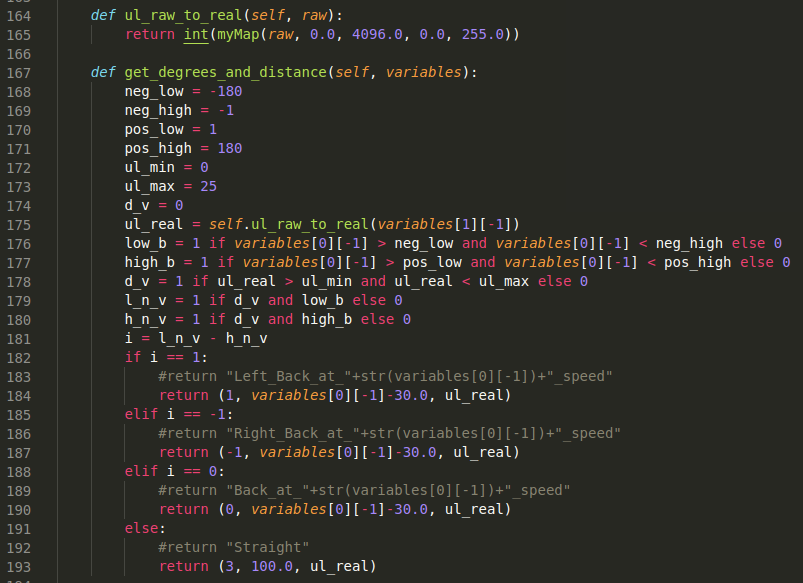 164 def ul_raw_to_real(self, raw):
165 return int(myMap(raw, 0.0, 4096.0, 0.0, 255.0))
166
167 def get_degrees_and_distance(self, variables):
168 neg_low = -180
169 neg_high = -1
170 pos_low = 1
171 pos_high = 180
172 ul_min = 0
173 ul_max = 25
174 d_v = 0
175 ul_real = self.ul_raw_to_real(variables[1][-1])
176 low_b = 1 if variables[0][-1] > neg_low and variables[0][-1] < neg_high else 0
177 high_b = 1 if variables[0][-1] > pos_low and variables[0][-1] < pos_high else 0
178 d_v = 1 if ul_real > ul_min and ul_real < ul_max else 0
179 l_n_v = 1 if d_v and low_b else 0
180 h_n_v = 1 if d_v and high_b else 0
181 i = l_n_v - h_n_v
182 if i == 1:
183 #return "Left_Back_at_"+str(variables[0][-1])+"_speed"
184 return (1, variables[0][-1]-30.0, ul_real)
185 elif i == -1:
186 #return "Right_Back_at_"+str(variables[0][-1])+"_speed"
187 return (-1, variables[0][-1]-30.0, ul_real)
188 elif i == 0:
189 #return "Back_at_"+str(variables[0][-1])+"_speed"
190 return (0, variables[0][-1]-30.0, ul_real)
191 else:
192 #return "Straight"
193 return (3, 100.0, ul_real)